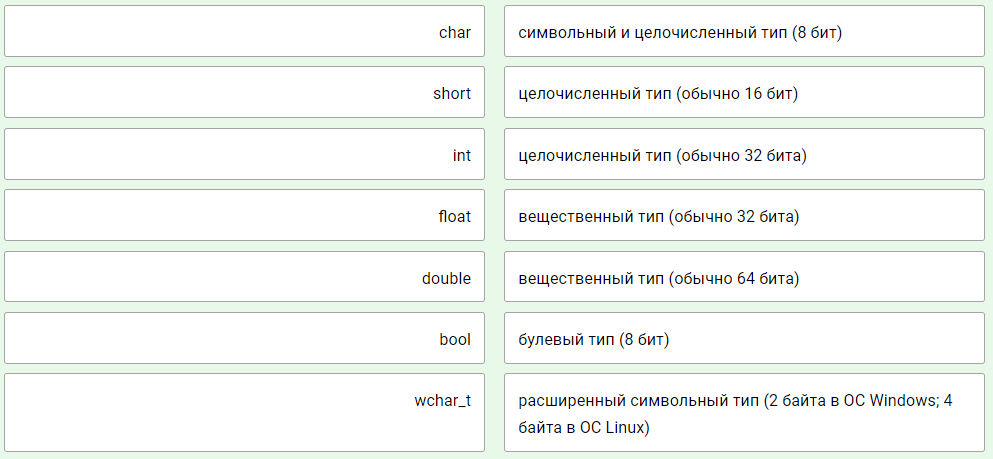 char символьный и целочисленный тип (8 бит)
short целочисленный тип (обычно 16 бит)
int целочисленный тип (обычно 32 бита)
float вещественный тип (обычно 32 бита)
double вещественный тип (обычно 64 бита)
bool булевый тип (8 бит)
wchar_t расширенный символьный тип (2 байта в ОС Windows; 4
байта в ОС Linux)